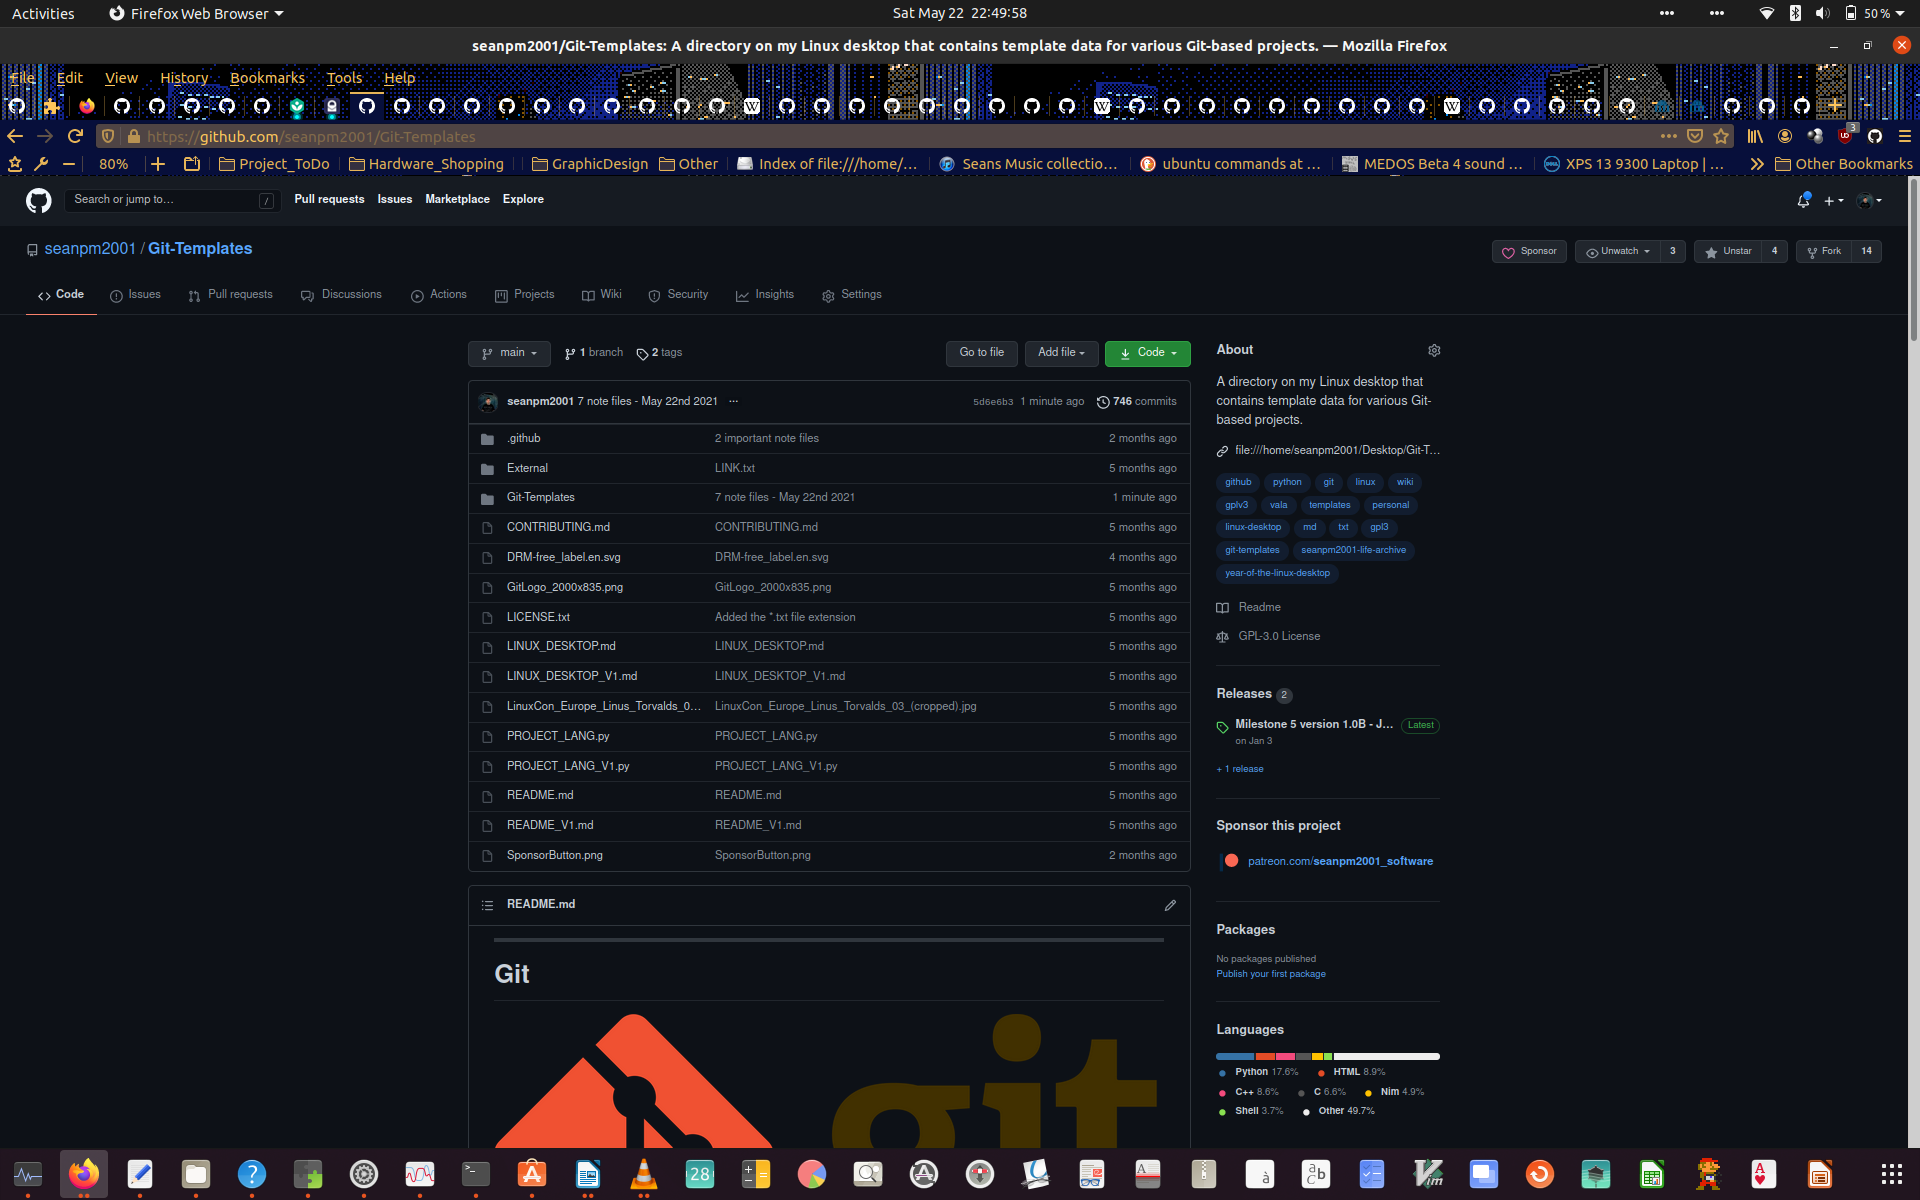 Activities Firefox Web Browser Sat May 22 22:49:58 50 %
seanpm2001/Git-Templates: A directory on my Linux desktop that contains template data for various Git-based projects. — Mozilla Firefox
File Edit View History Bookmarks Tools Help
https://github.com/seanpm2001/Git-Templates 3
80% Project_ToDo Hardware_Shopping GraphicDesign Other Index of file:///home/... Seans Music collectio... ubuntu commands at ... MEDOS Beta 4 sound ... XPS 13 9300 Laptop | ... Other Bookmarks
Search or jump to... / Pull requests Issues Marketplace Explore
seanpm2001 / Git-Templates Sponsor Unwatch 3 Unstar 4 Fork 14
Code Issues Pull requests Discussions Actions Projects Wiki Security Insights Settings
main 1 branch 2 tags Go to file Add file Code
seanpm2001 7 note files - May 22nd 2021 ... 5d6e6b3 1 minute ago 746 commits
.github 2 important note files 2 months ago
External LINK.txt 5 months ago
Git-Templates 7 note files - May 22nd 2021 1 minute ago
CONTRIBUTING.md CONTRIBUTING.md 5 months ago
DRM-free_label.en.svg DRM-free_label.en.svg 4 months ago
GitLogo_2000x835.png GitLogo_2000x835.png 5 months ago
LICENSE.txt Added the *.txt file extension 5 months ago
LINUX_DESKTOP.md LINUX_DESKTOP.md 5 months ago
LINUX_DESKTOP_V1.md LINUX_DESKTOP_V1.md 5 months ago
LinuxCon_Europe_Linus_Torvalds_0... LinuxCon_Europe_Linus_Torvalds_03_(cropped).jpg 5 months ago
PROJECT_LANG.py PROJECT_LANG.py 5 months ago
PROJECT_LANG_V1.py PROJECT_LANG_V1.py 5 months ago
README.md README.md 5 months ago
README_V1.md README_V1.md 5 months ago
SponsorButton.png SponsorButton.png 2 months ago
README.md
Git
git
About
A directory on my Linux desktop that
contains template data for various Git-
based projects.
file:///home/seanpm2001/Desktop/Git-T...
github python git linux wiki
gplv3 vala templates personal
linux-desktop md txt gpl3
git-templates seanpm2001-life-archive
year-of-the-linux-desktop
Readme
GPL-3.0 License
Releases 2
Milestone 5 version 1.0B - J... Latest
on Jan 3
+ 1 release
Sponsor this project
patreon.com/seanpm2001_software
Packages
No packages published
Publish your first package
Languages
Python 17.6% HTML 8.9%
C++ 8.6% C 6.6% Nim 4.9%
Shell 3.7% Other 49.7%
28